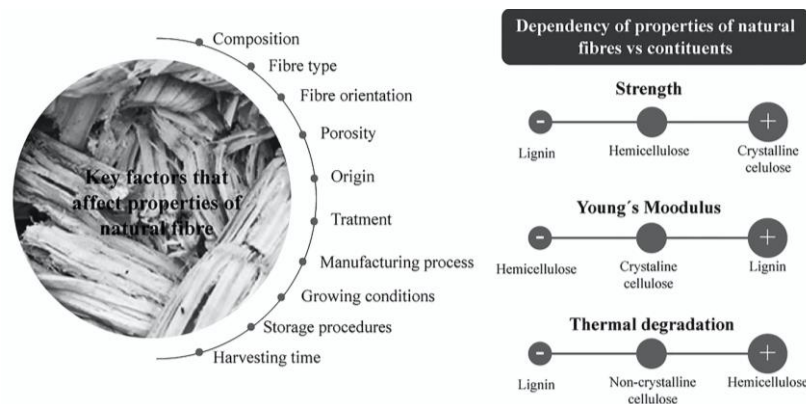 Key factors that
affect properties of
natural fibre
Composition
Fibre type
Fibre orientation
Porosity
Origin
Tratment
Manufacturing process
Growing conditions
Storage procedures
Harvesting time
Dependency of properties of natural
fibres vs contituents
Strength
-
+
Lignin
Hemicellulose
Crystalline
celulose
Young´s Moodulus
-
+
Hemicellulose
Crystaline
cellulose
Lignin
Thermal degradation
-
+
Lignin
Non-crystalline
cellulose
Hemicellulose